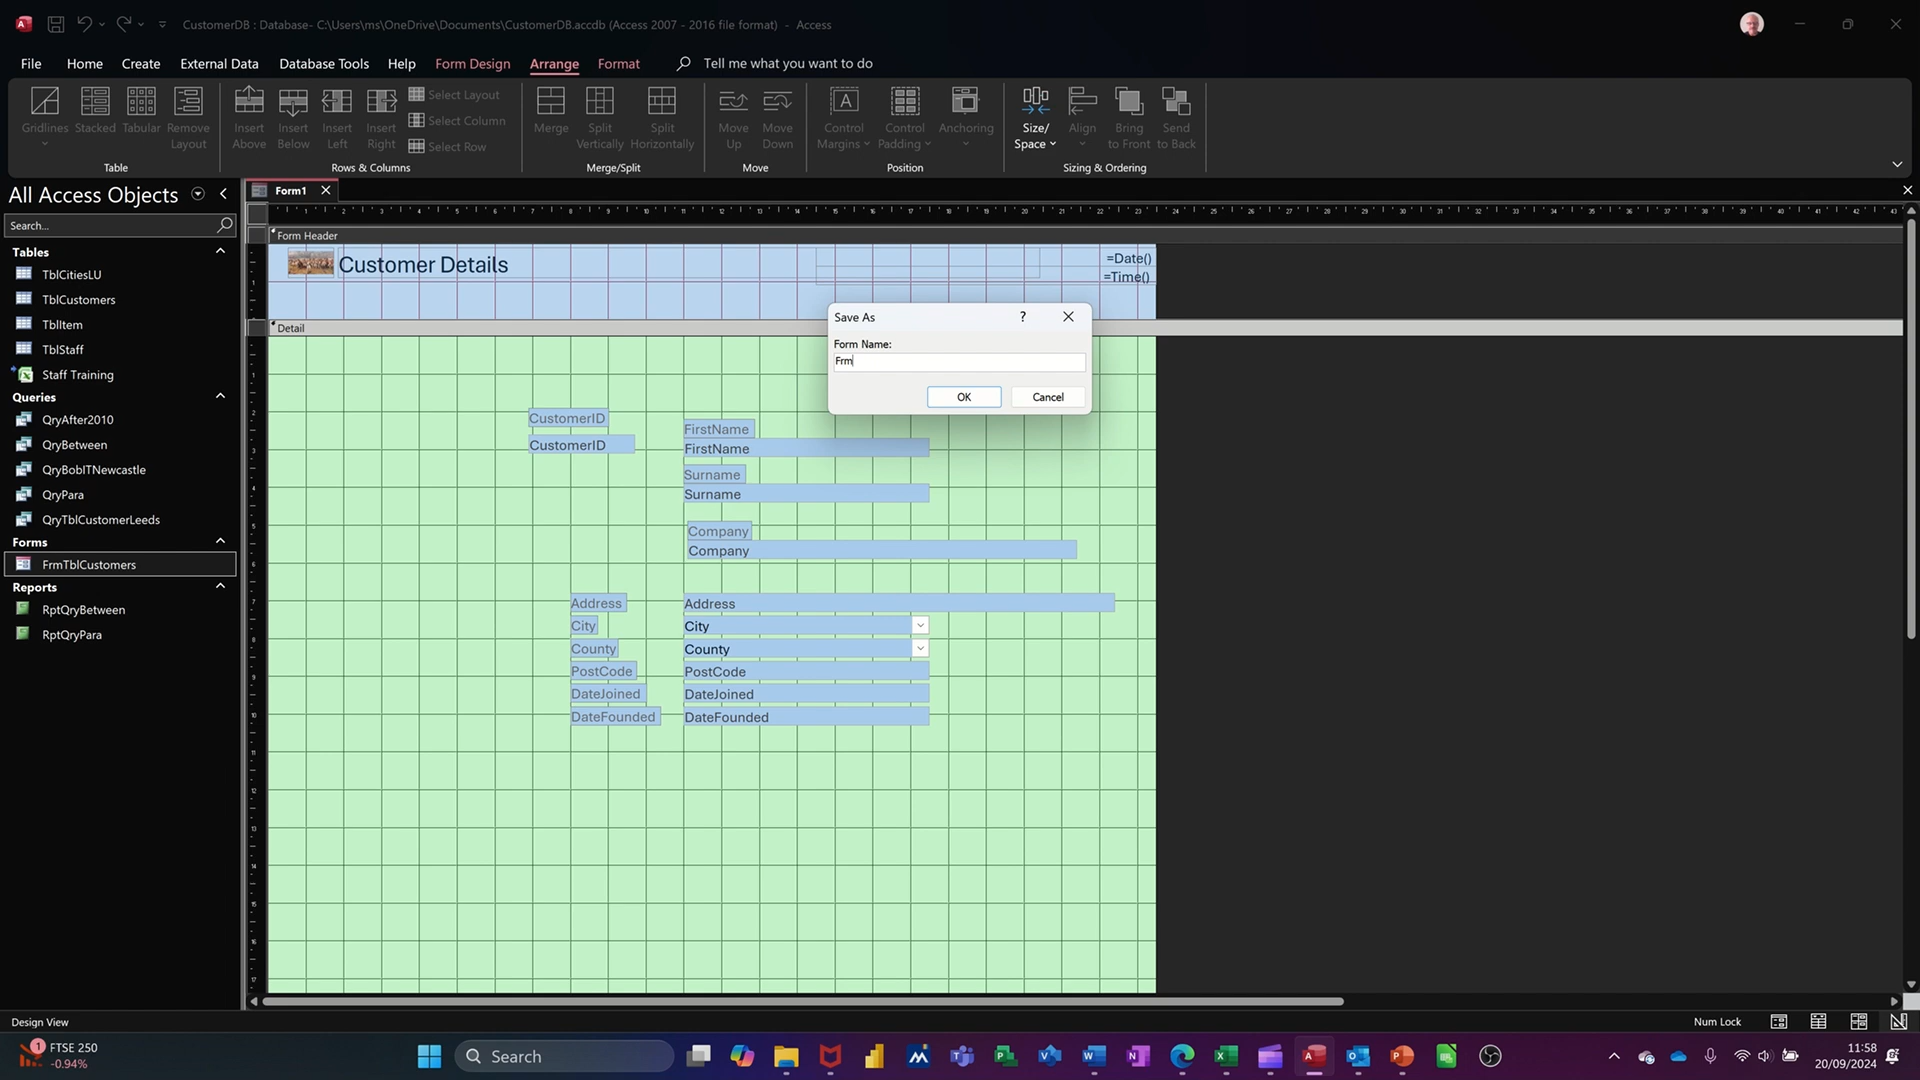 CustomerDB : Database- C:\Users\ms\OneDrive\Documents\CustomerDB.accdb (Access 2007 - 2016 file format) - Access
File Home Create External Data Database Tools Help Form Design Arrange Format Tell me what you want to do
Gridlines Stacked Tabular Remove Layout
Table
Insert Above Insert Below Insert Left Insert Right
Select Layout
Select Column
Select Row
Rows & Columns
Merge Split Vertically Split Horizontally
Merge/Split
Move Up Move Down
Move
Control Margins Control Padding Anchoring
Position
Size/ Space Align Bring to Front Send to Back
Sizing & Ordering
All Access Objects
Search...
Tables
TblCitiesLU
TblCustomers
TblItem
TblStaff
Staff Training
Queries
QryAfter2010
QryBetween
QryBobITNewcastle
QryPara
QryTblCustomerLeeds
Forms
FrmTblCustomers
Reports
RptQryBetween
RptQryPara
Form1
Form Header
Customer Details
=Date()
=Time()
Detail
Save As
?
Form Name:
Frm
OK Cancel
CustomerID
CustomerID
FirstName
FirstName
Surname
Surname
Company
Company
Address Address
City City
County County
PostCode PostCode
DateJoined DateJoined
DateFounded DateFounded
Design View
Num Lock
1
FTSE 250
-0.94%
Search
11:58
20/09/2024